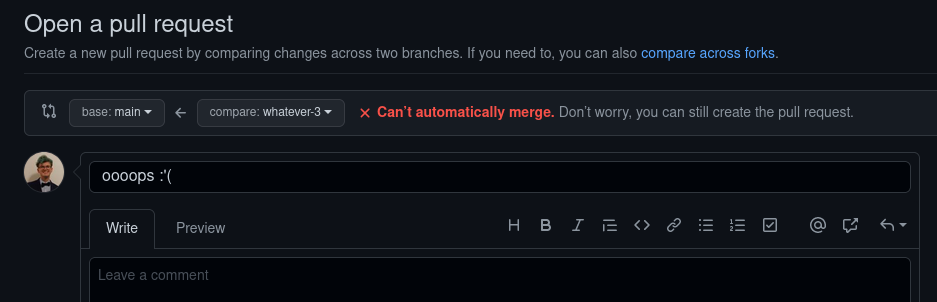 Open a pull request
Create a new pull request by comparing changes across two branches. If you need to, you can also compare across forks.
base: main compare: whatever-3 Can’t automatically merge. Don’t worry, you can still create the pull request.
oooops :'(
Write Preview
Leave a comment